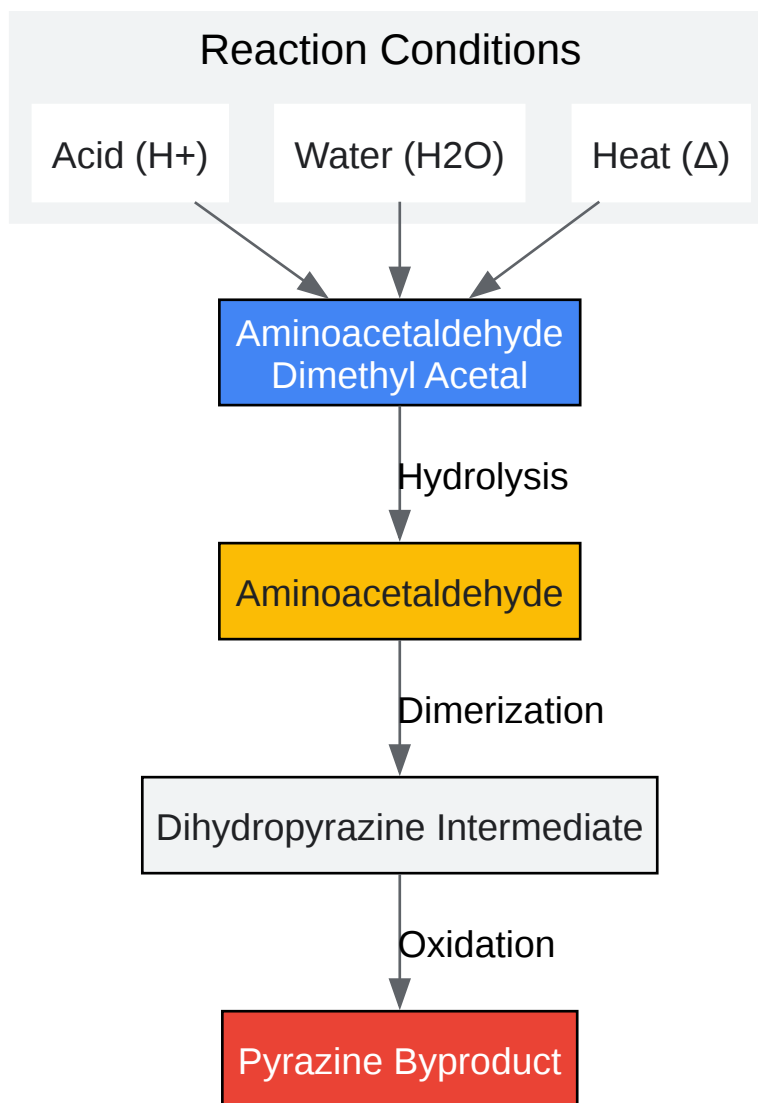 Reaction Conditions
Acid (H+)
Water (H2O)
Heat (Δ)
Aminoacetaldehyde
Dimethyl Acetal
Hydrolysis
Aminoacetaldehyde
Dimerization
Dihydropyrazine Intermediate
Oxidation
Pyrazine Byproduct